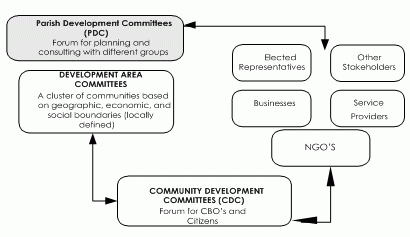 Parish Development Committees
(PDC)
Forum for planning and
consulting with different groups
DEVELOPMENT AREA
COMMITTEES
A cluster of communities based
on geographic, economic, and
social boundaries (locally
defined)
Elected
Representatives
Other
Stakeholders
Businesses
Service
Providers
NGO'S
COMMUNITY DEVELOPMENT
COMMITTEES (CDC)
Forum for CBO's and
Citizens